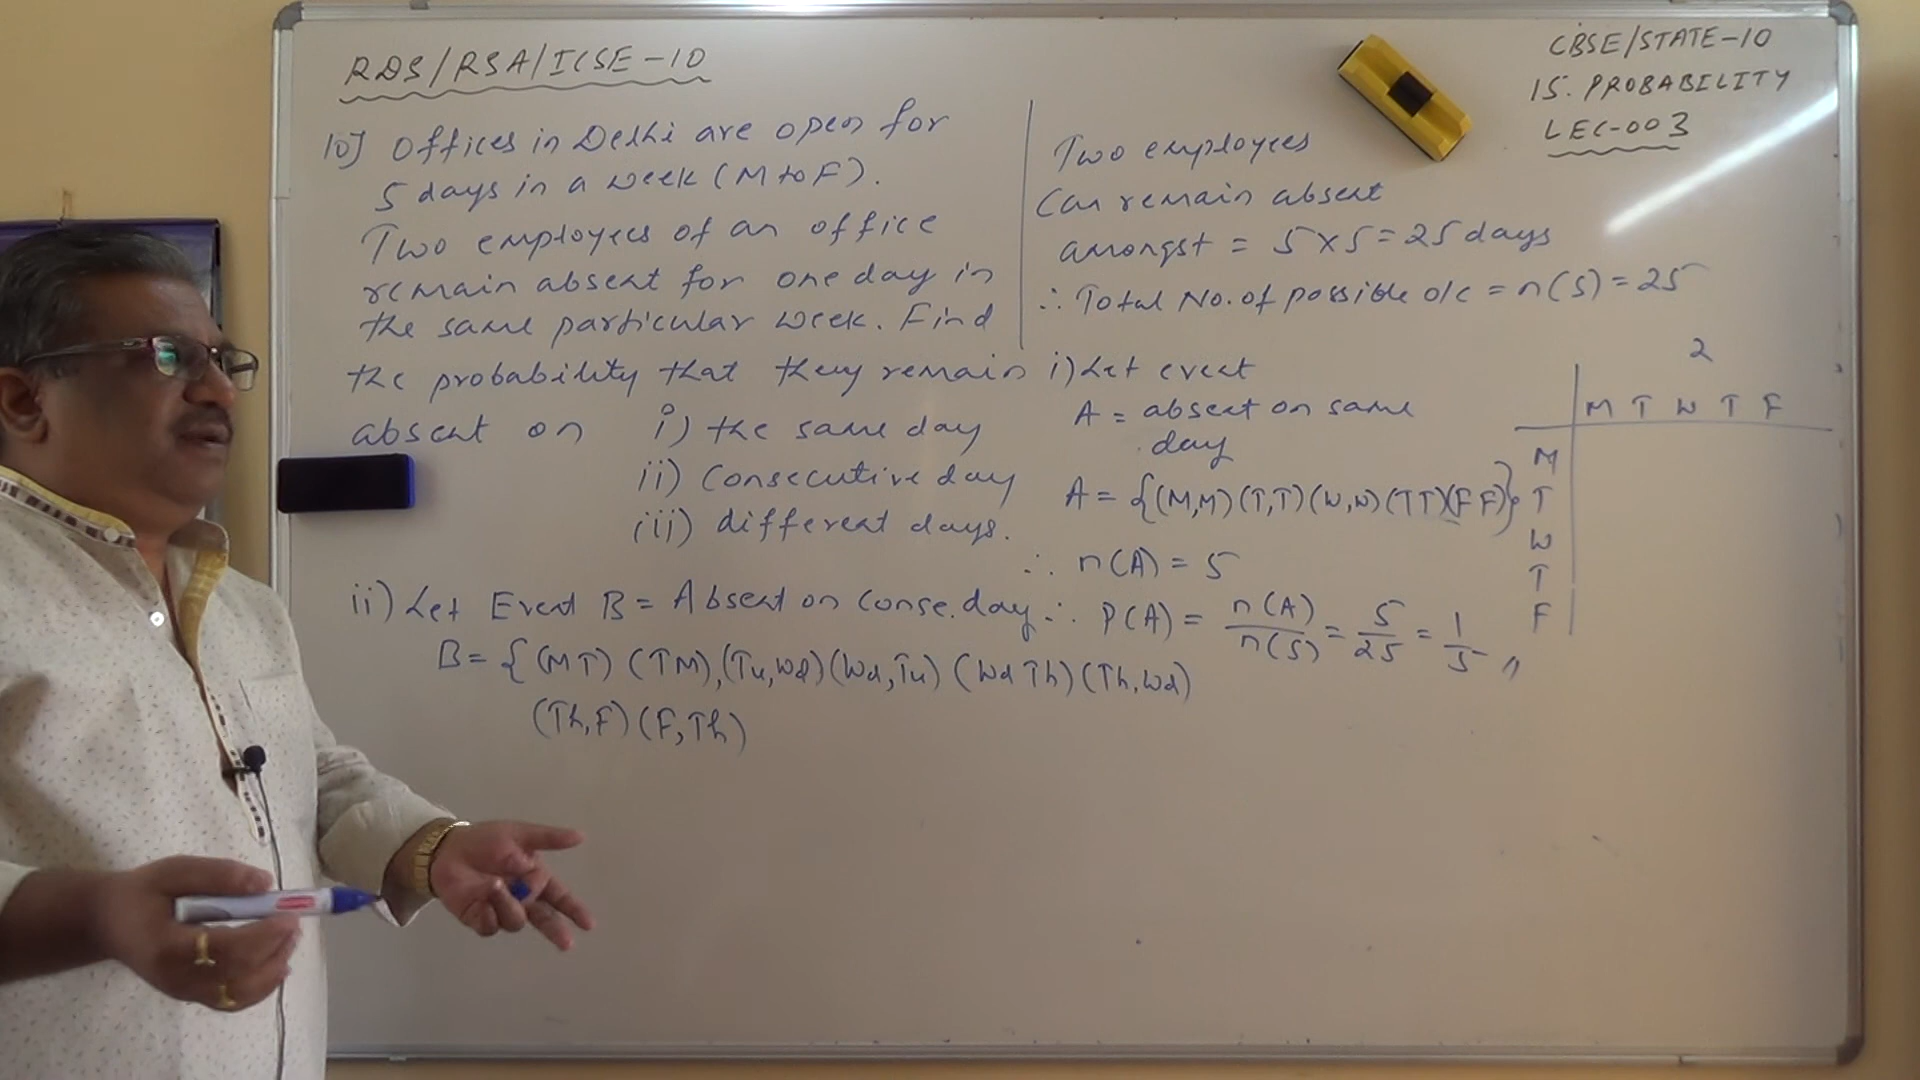 RDS/RSA/ICSE-10
CBSE/STATE-10
15. PROBABILITY
LEC-003
10] Offices in Delhi are open for
5 days in a week (M to F).
Two employees of an office
remain absent for one day in
the same particular week. Find
the probability that they remain
absent on i) the same day
ii) Consecutive day
iii) different days.
Two employees
Can remain absent
amongst = 5 x 5 = 25 days
∴ Total No. of possible o/c = n(S) = 25
i) Let event
A = absent on same
day
A = {(M,M) (T,T) (W,W) (TT) (F F)}
∴ n(A) = 5
∴ P(A) = n(A)/n(S) = 5/25 = 1/5 //
2
M T W T F
M
T
W
T
F
ii) Let Event B = Absent on conse. day
B = { (MT) (TM), (Tu,Wd) (Wd,Tu) (Wd Th) (Th,Wd)
(Th,F) (F,Th)